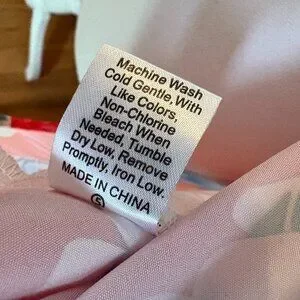 Machine Wash
Cold Gentle, With
Like Colors,
Non-Chlorine
Bleach When
Needed, Tumble
Dry Low, Remove
Promptly, Iron Low.
MADE IN CHINA
S